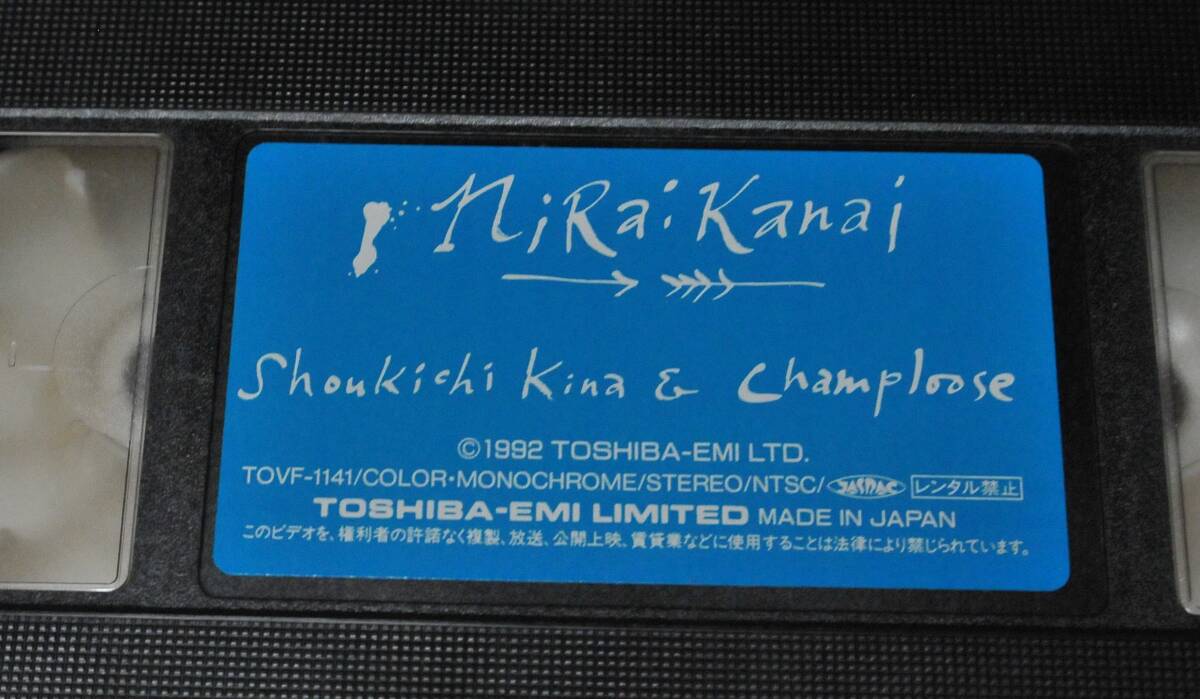 NiRaiKanai
Shoukichi Kina & Champloose
©1992 TOSHIBA-EMI LTD.
TOVF-1141/COLOR・MONOCHROME/STEREO/NTSC/ JASRAC レンタル禁止
TOSHIBA-EMI LIMITED MADE IN JAPAN
このビデオを、権利者の許諾なく複製、放送、公開上映、賃貸業などに使用することは法律により禁じられています。